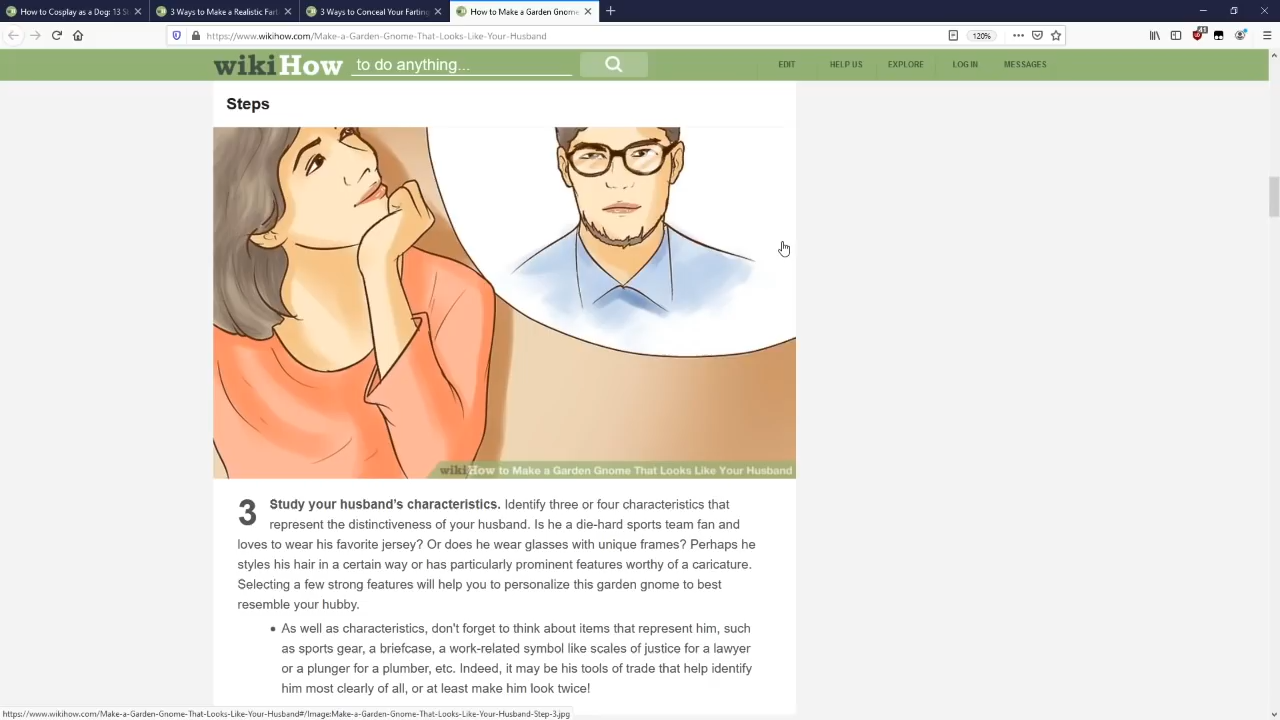 How to Cosplay as a Dog: 13 St
3 Ways to Make a Realistic Fart
3 Ways to Conceal Your Farting
How to Make a Garden Gnome
https://www.wikihow.com/Make-a-Garden-Gnome-That-Looks-Like-Your-Husband
120%
wikiHow to do anything...
EDIT
HELP US
EXPLORE
LOG IN
MESSAGES
Steps
wikiHow to Make a Garden Gnome That Looks Like Your Husband
3 Study your husband's characteristics. Identify three or four characteristics that
represent the distinctiveness of your husband. Is he a die-hard sports team fan and
loves to wear his favorite jersey? Or does he wear glasses with unique frames? Perhaps he
styles his hair in a certain way or has particularly prominent features worthy of a caricature.
Selecting a few strong features will help you to personalize this garden gnome to best
resemble your hubby.
• As well as characteristics, don't forget to think about items that represent him, such
as sports gear, a briefcase, a work-related symbol like scales of justice for a lawyer
or a plunger for a plumber, etc. Indeed, it may be his tools of trade that help identify
him most clearly of all, or at least make him look twice!
https://www.wikihow.com/Make-a-Garden-Gnome-That-Looks-Like-Your-Husband#/Image:Make-a-Garden-Gnome-That-Looks-Like-Your-Husband-Step-3.jpg